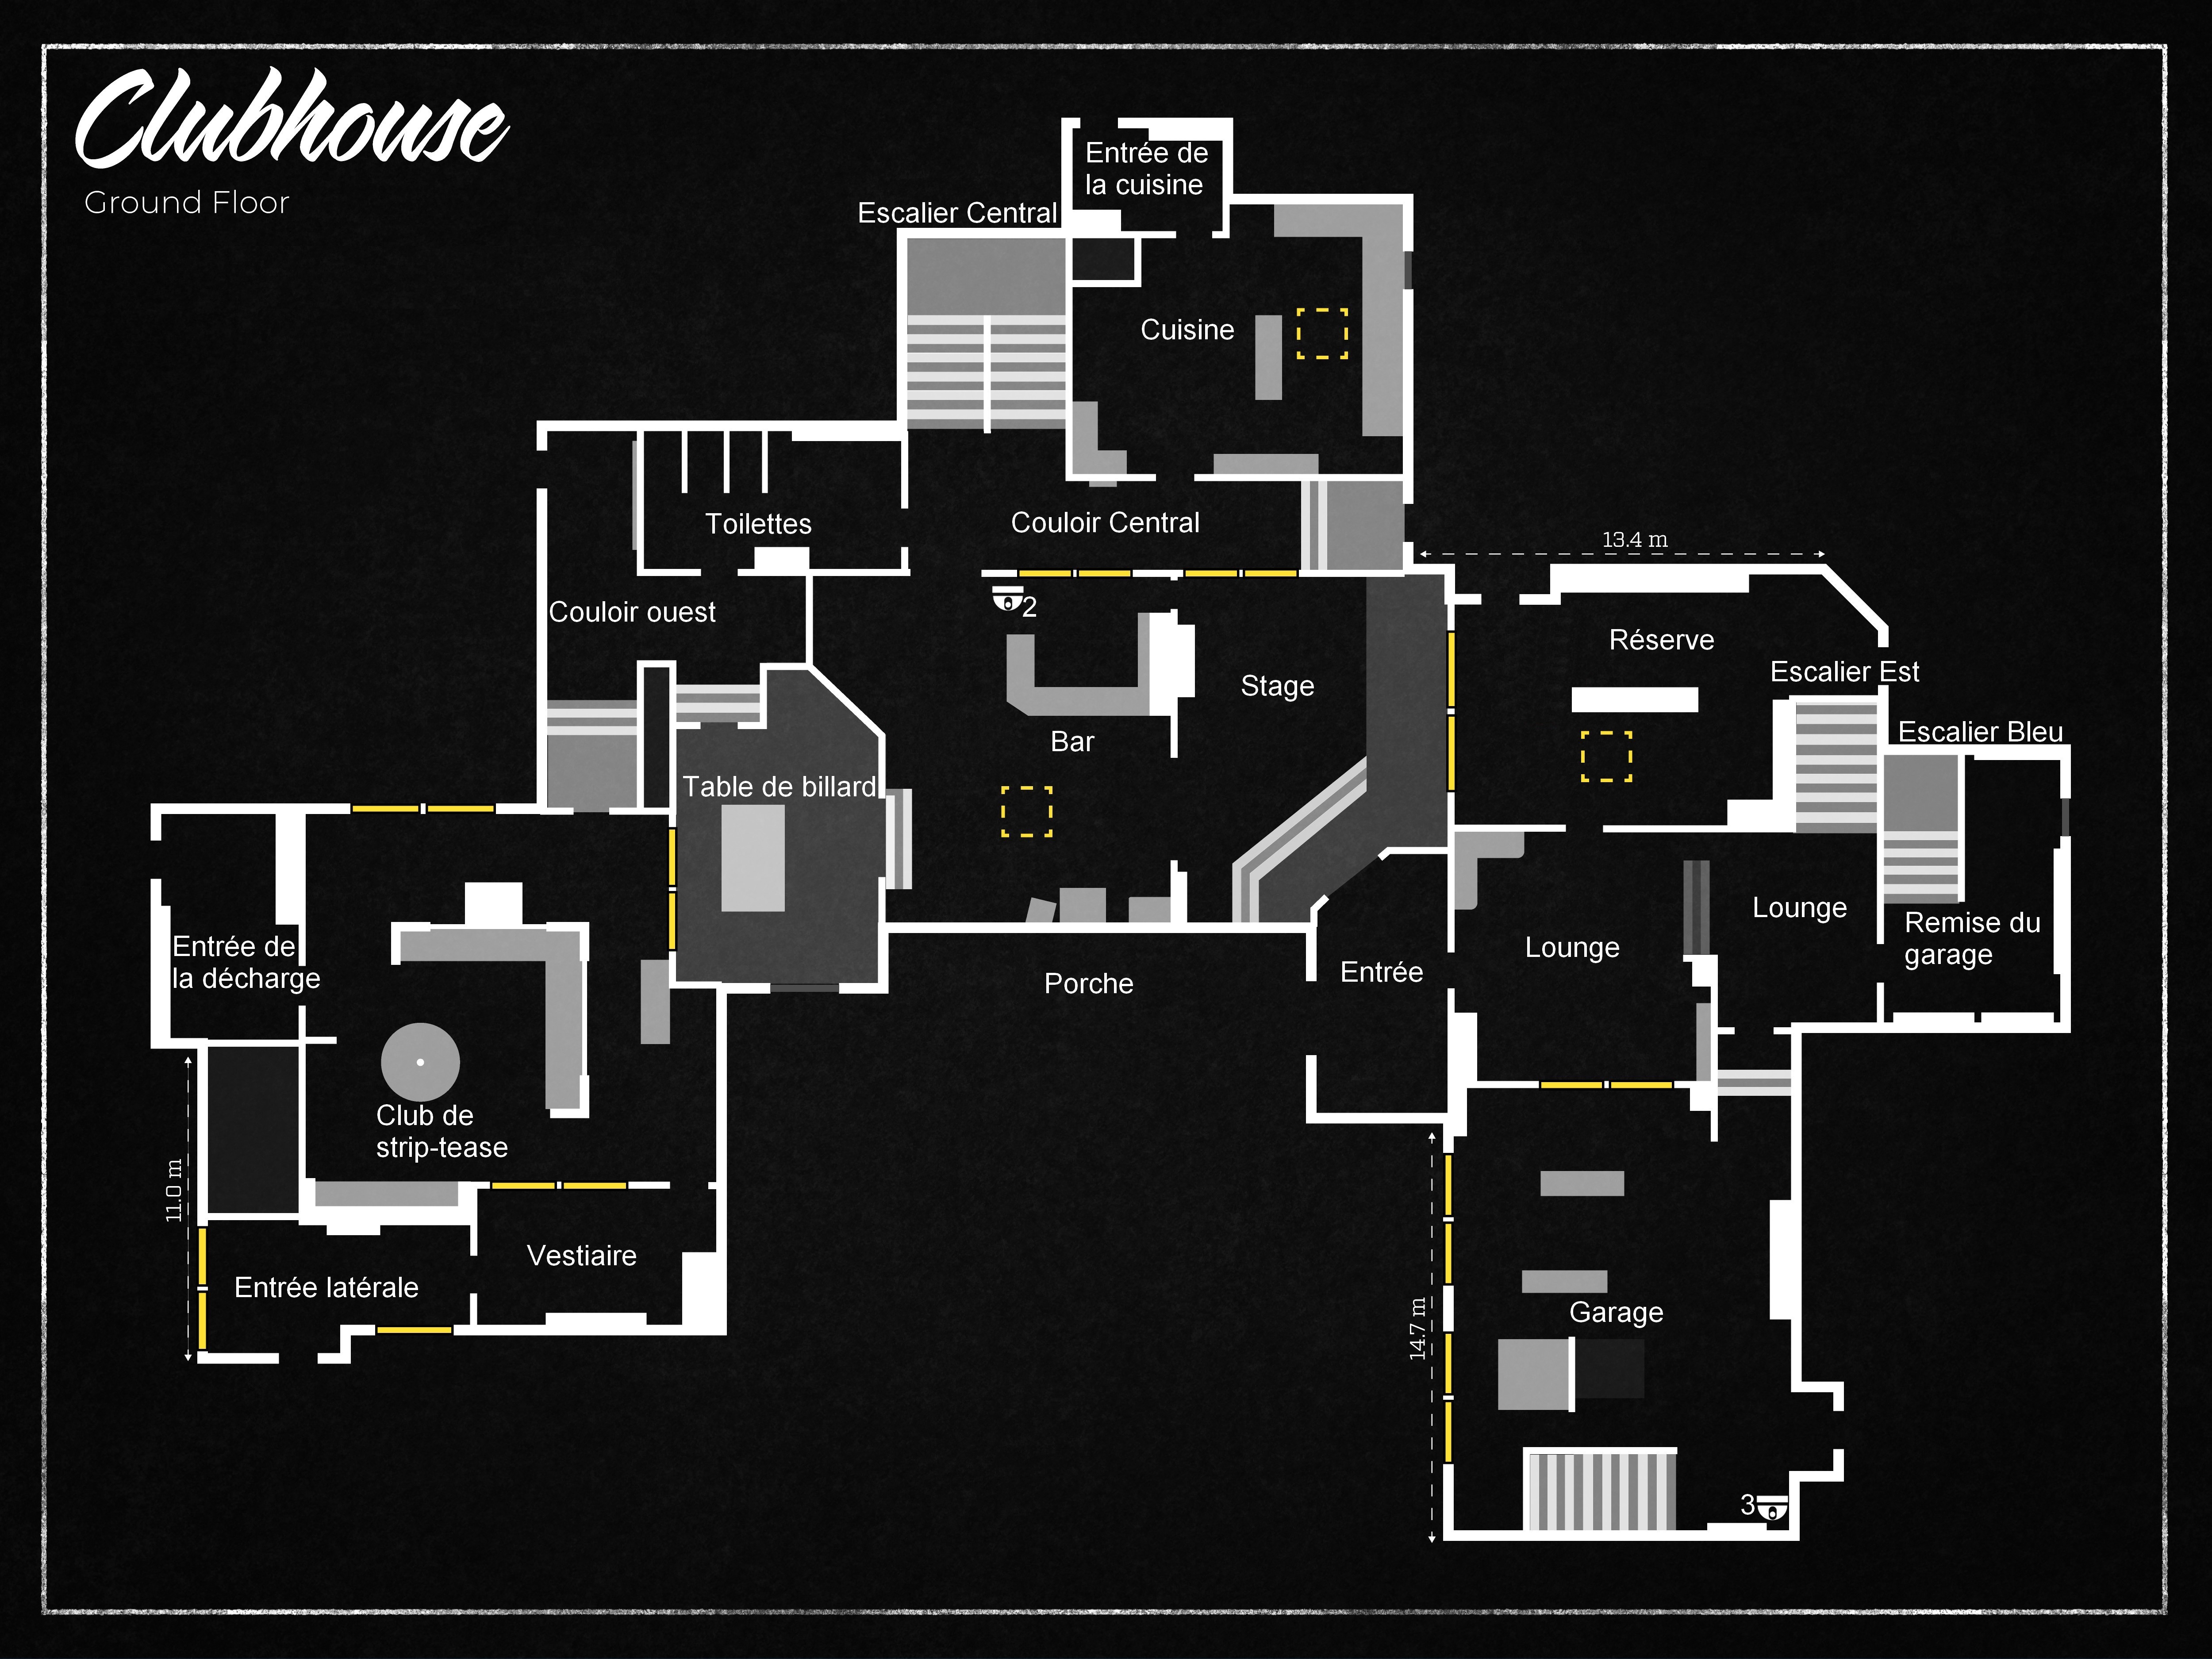 Clubhouse
Ground Floor
Entrée de
la cuisine
Escalier Central
Cuisine
Toilettes
Couloir Central
13.4 m
Couloir ouest
2
Réserve
Stage
Escalier Est
Bar
Escalier Bleu
Table de billard
Lounge
Remise du
garage
Entrée de
la décharge
Lounge
Entrée
Porche
Club de
strip-tease
11.0 m
Vestiaire
Entrée latérale
Garage
14.7 m
3